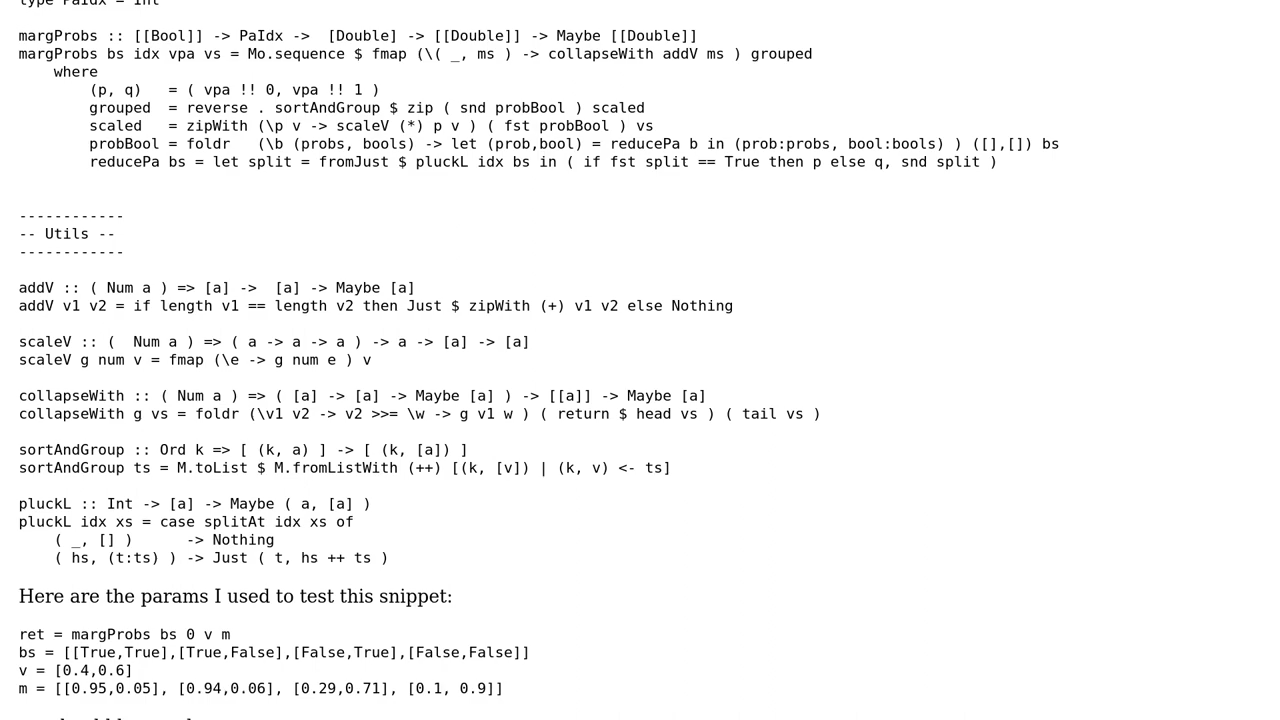 type PaIdx = Int
margProbs :: [[Bool]] -> PaIdx ->  [Double] -> [[Double]] -> Maybe [[Double]]
margProbs bs idx vpa vs = Mo.sequence $ fmap (\( _, ms ) -> collapseWith addV ms ) grouped
    where
        (p, q)   = ( vpa !! 0, vpa !! 1 )
        grouped  = reverse . sortAndGroup $ zip ( snd probBool ) scaled
        scaled   = zipWith (\p v -> scaleV (*) p v ) ( fst probBool ) vs
        probBool = foldr   (\b (probs, bools) -> let (prob,bool) = reducePa b in (prob:probs, bool:bools) ) ([],[]) bs
        reducePa bs = let split = fromJust $ pluckL idx bs in ( if fst split == True then p else q, snd split )
------------
-- Utils --
------------
addV :: ( Num a ) => [a] ->  [a] -> Maybe [a]
addV v1 v2 = if length v1 == length v2 then Just $ zipWith (+) v1 v2 else Nothing
scaleV :: (  Num a ) => ( a -> a -> a ) -> a -> [a] -> [a]
scaleV g num v = fmap (\e -> g num e ) v
collapseWith :: ( Num a ) => ( [a] -> [a] -> Maybe [a] ) -> [[a]] -> Maybe [a]
collapseWith g vs = foldr (\v1 v2 -> v2 >>= \w -> g v1 w ) ( return $ head vs ) ( tail vs )
sortAndGroup :: Ord k => [ (k, a) ] -> [ (k, [a]) ]
sortAndGroup ts = M.toList $ M.fromListWith (++) [(k, [v]) | (k, v) <- ts]
pluckL :: Int -> [a] -> Maybe ( a, [a] )
pluckL idx xs = case splitAt idx xs of
    ( _, [] )      -> Nothing
    ( hs, (t:ts) ) -> Just ( t, hs ++ ts )
Here are the params I used to test this snippet:
ret = margProbs bs 0 v m
bs = [[True,True],[True,False],[False,True],[False,False]]
v = [0.4,0.6]
m = [[0.95,0.05], [0.94,0.06], [0.29,0.71], [0.1, 0.9]]